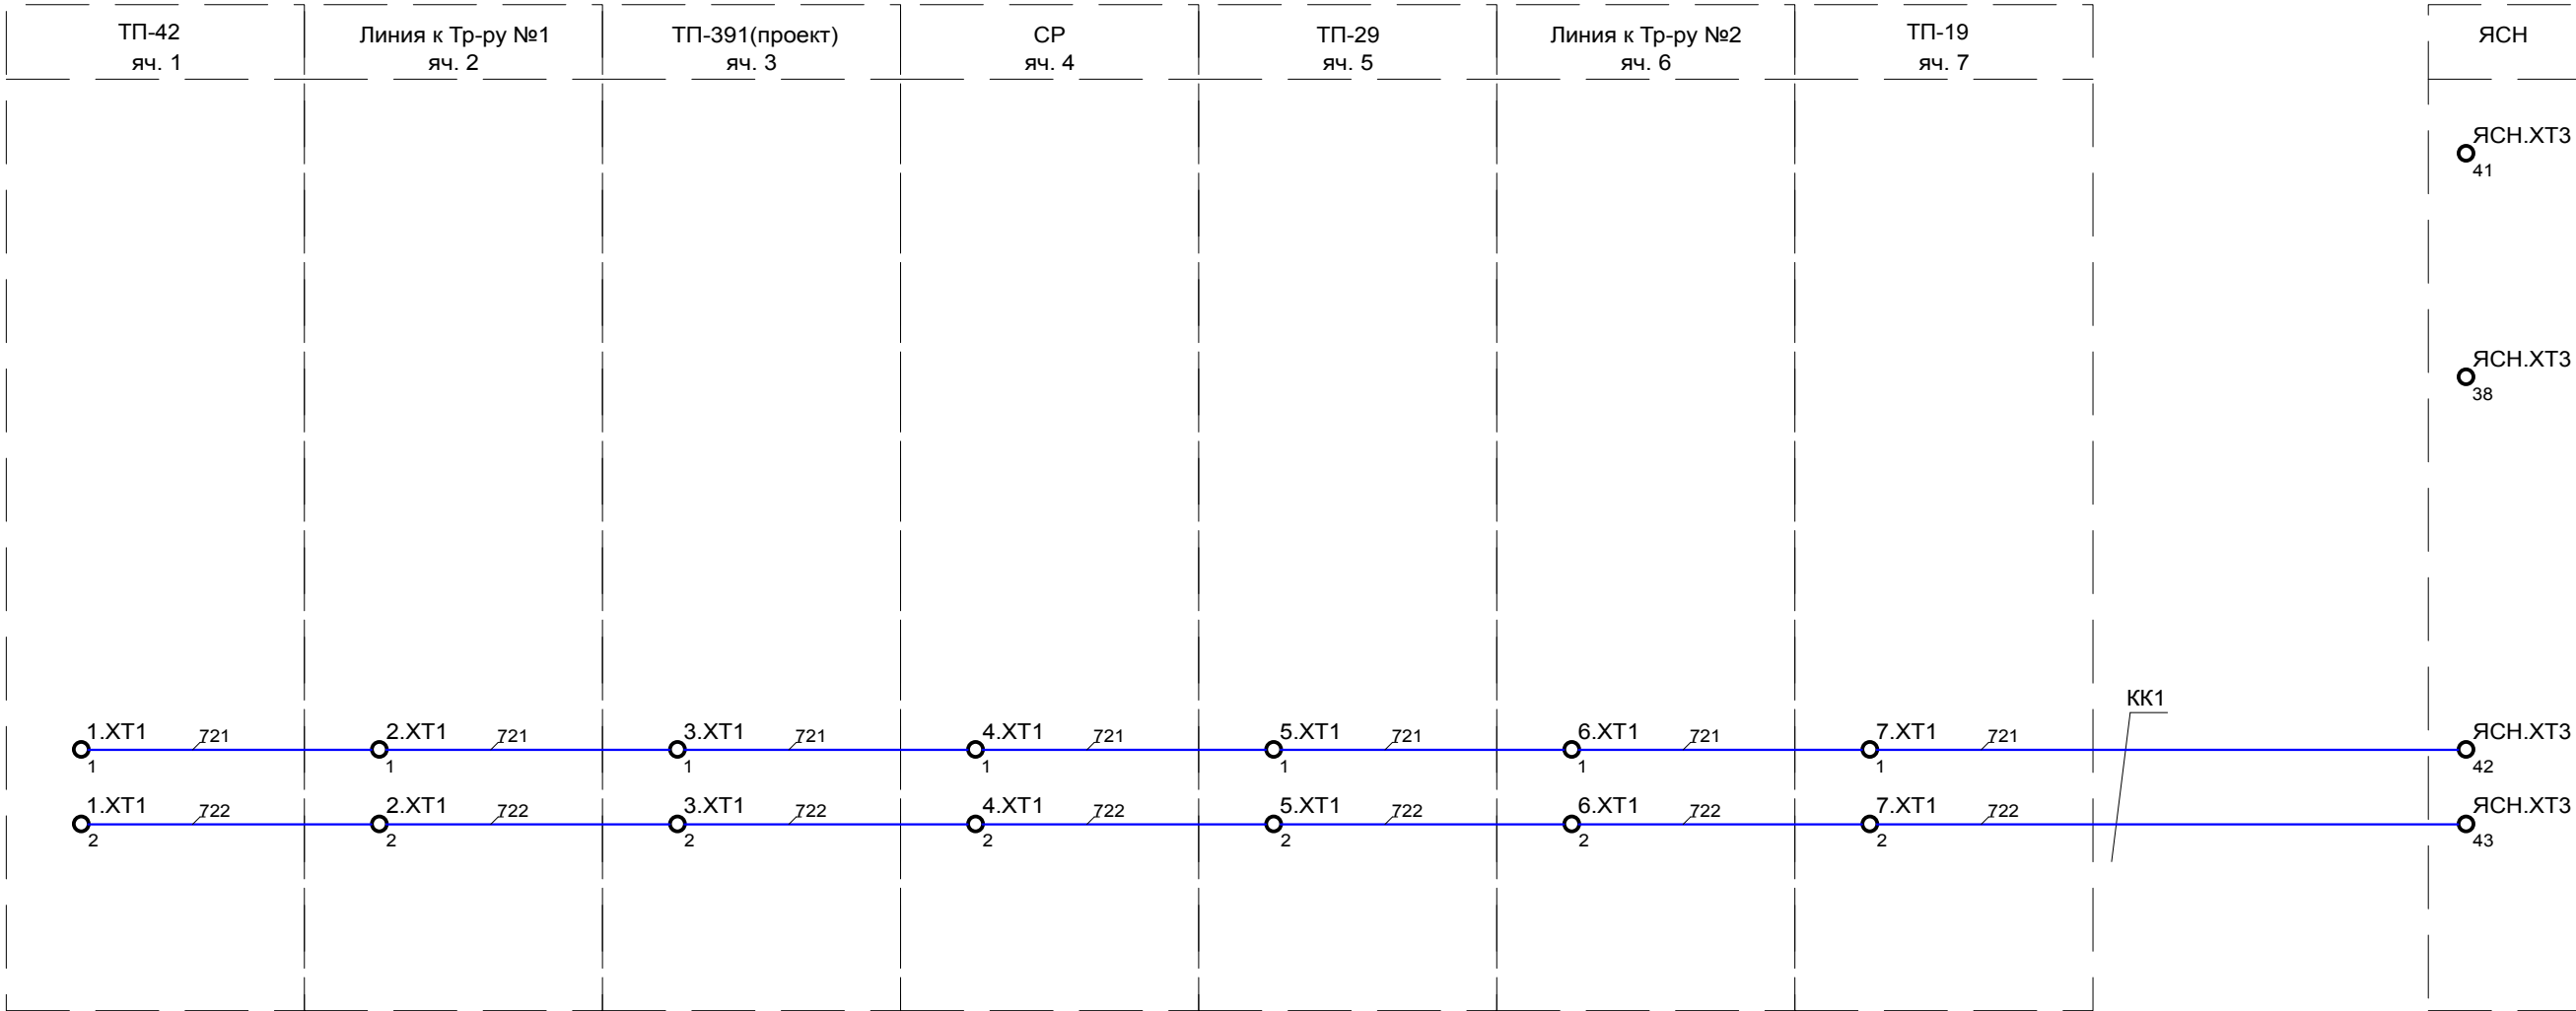 ТП-42
яч. 1
Линия к Тр-ру №1
яч. 2
ТП-391(проект)
яч. 3
СР
яч. 4
ТП-29
яч. 5
Линия к Тр-ру №2
яч. 6
ТП-19
яч. 7
ЯСН
ЯСН.ХТ3
41
ЯСН.ХТ3
38
КК1
1.ХТ1 721
1
2.ХТ1 721
1
3.ХТ1 721
1
4.ХТ1 721
1
5.ХТ1 721
1
6.ХТ1 721
1
7.ХТ1 721
1
ЯСН.ХТ3
42
1.ХТ1 722
2
2.ХТ1 722
2
3.ХТ1 722
2
4.ХТ1 722
2
5.ХТ1 722
2
6.ХТ1 722
2
7.ХТ1 722
2
ЯСН.ХТ3
43